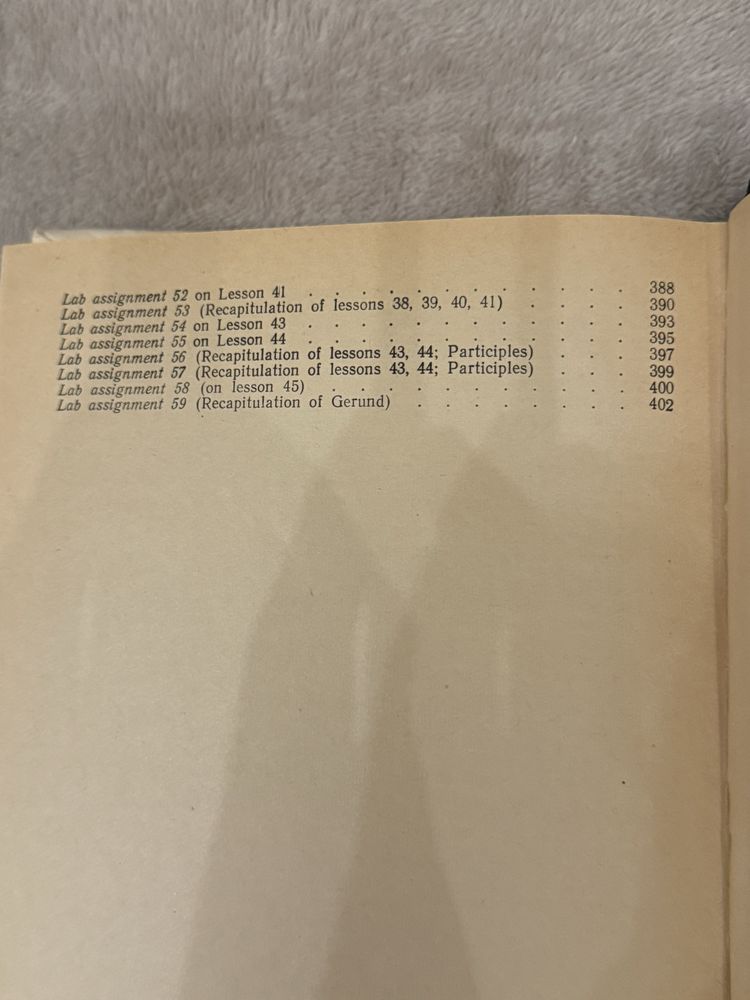 Lab assignment 52 on Lesson 41 . . . . . . . . . . . . 388
Lab assignment 53 (Recapitulation of lessons 38, 39, 40, 41) . . . . 390
Lab assignment 54 on Lesson 43 . . . . . . . . . . . . 393
Lab assignment 55 on Lesson 44 . . . . . . . . . . . . 395
Lab assignment 56 (Recapitulation of lessons 43, 44; Participles) . . . 397
Lab assignment 57 (Recapitulation of lessons 43, 44; Participles) . . . 399
Lab assignment 58 (on lesson 45) . . . . . . . . . . . 400
Lab assignment 59 (Recapitulation of Gerund) . . . . . . . . 402